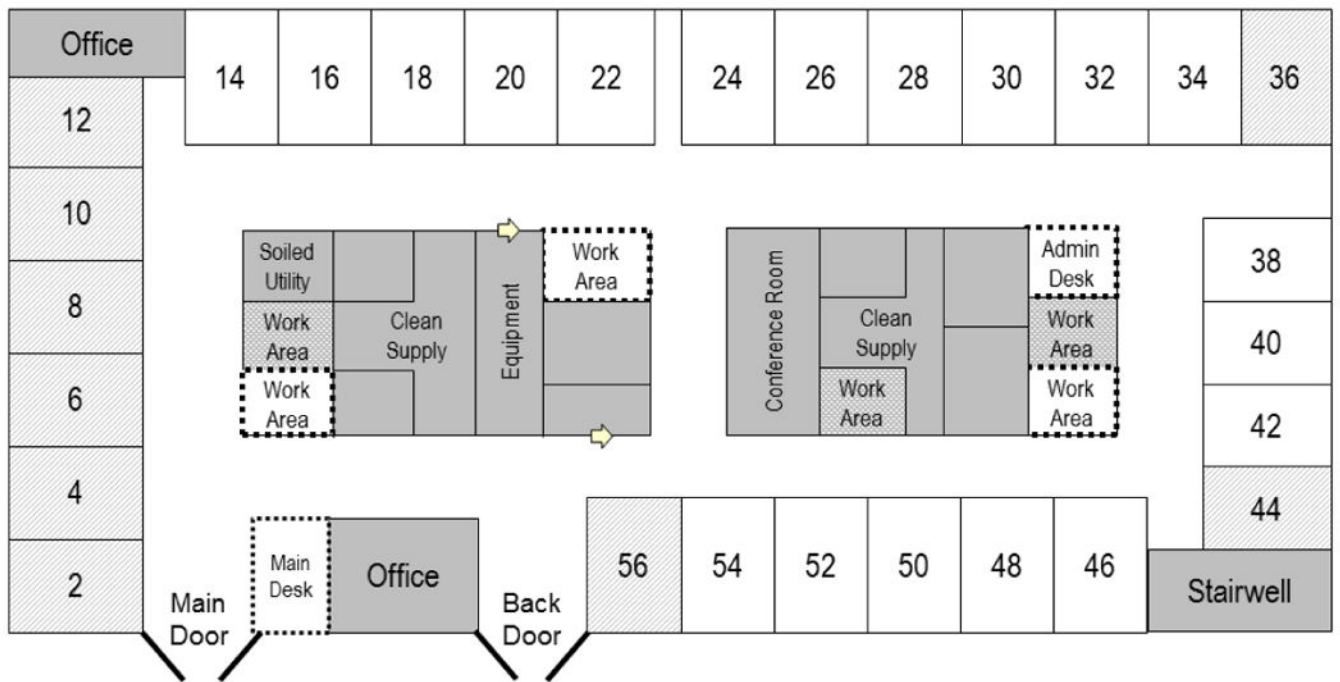 Office
14
16
18
20
22
24
26
28
30
32
34
36
12
10
8
6
4
2
Soiled
Utility
Work
Area
Work
Area
Clean
Supply
Equipment
Work
Area
Conference Room
Clean
Supply
Work
Area
Admin
Desk
Work
Area
Work
Area
38
40
42
44
Main
Door
Main
Desk
Office
Back
Door
56
54
52
50
48
46
Stairwell